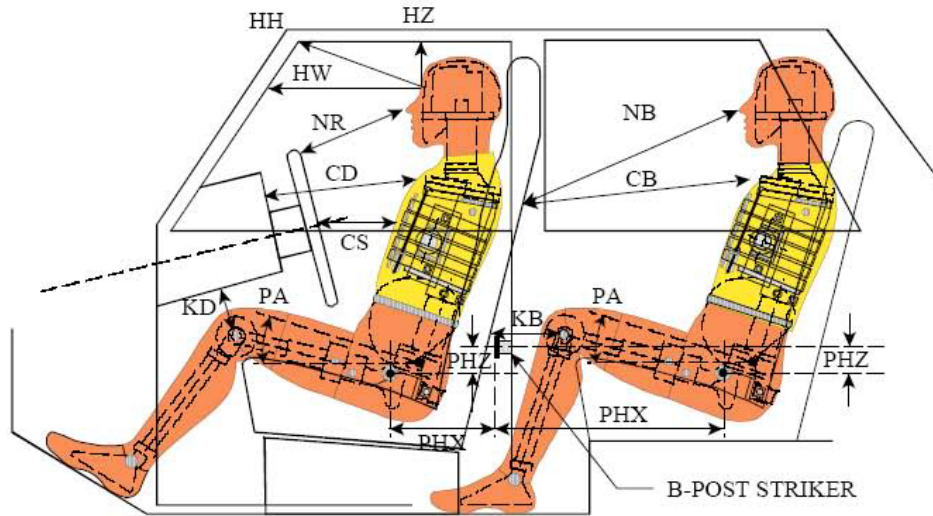 HH
HZ
HW
NR
NB
CD
CB
CS
KD
PA
KB
PA
PHZ
PHZ
PHX
PHX
B-POST STRIKER